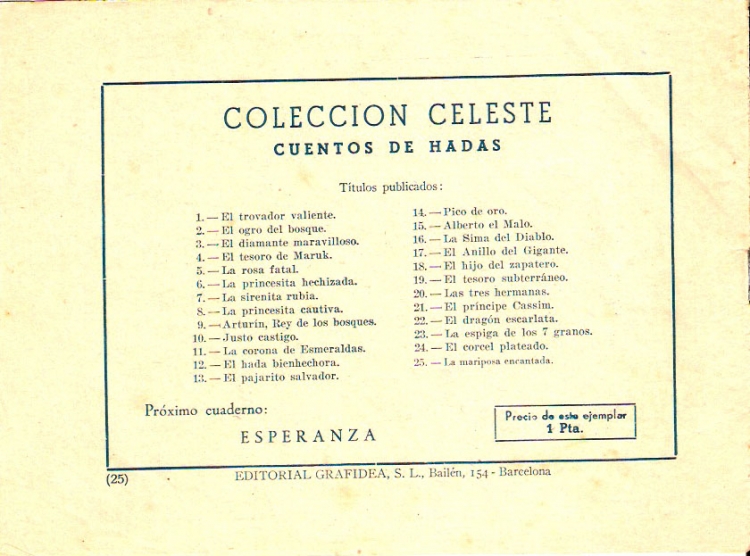 COLECCION CELESTE
CUENTOS DE HADAS
Títulos publicados:
1. — El trovador valiente.
2. — El ogro del bosque.
3. — El diamante maravilloso.
4. — El tesoro de Maruk.
5. — La rosa fatal.
6. — La princesita hechizada.
7. — La sirenita rubia.
8. — La princesita cautiva.
9. — Arturín, Rey de los bosques.
10. — Justo castigo.
11. — La corona de Esmeraldas.
12. — El hada bienhechora.
13. — El pajarito salvador.
14. — Pico de oro.
15. — Alberto el Malo.
16. — La Sima del Diablo.
17. — El Anillo del Gigante.
18. — El hijo del zapatero.
19. — El tesoro subterráneo.
20. — Las tres hermanas.
21. — El príncipe Cassim.
22. — El dragón escarlata.
23. — La espiga de los 7 granos.
24. — El corcel plateado.
25. — La mariposa encantada.
Próximo cuaderno:
ESPERANZA
Precio de este ejemplar
1 Pta.
(25)
EDITORIAL GRAFIDEA, S. L., Bailén, 154 - Barcelona